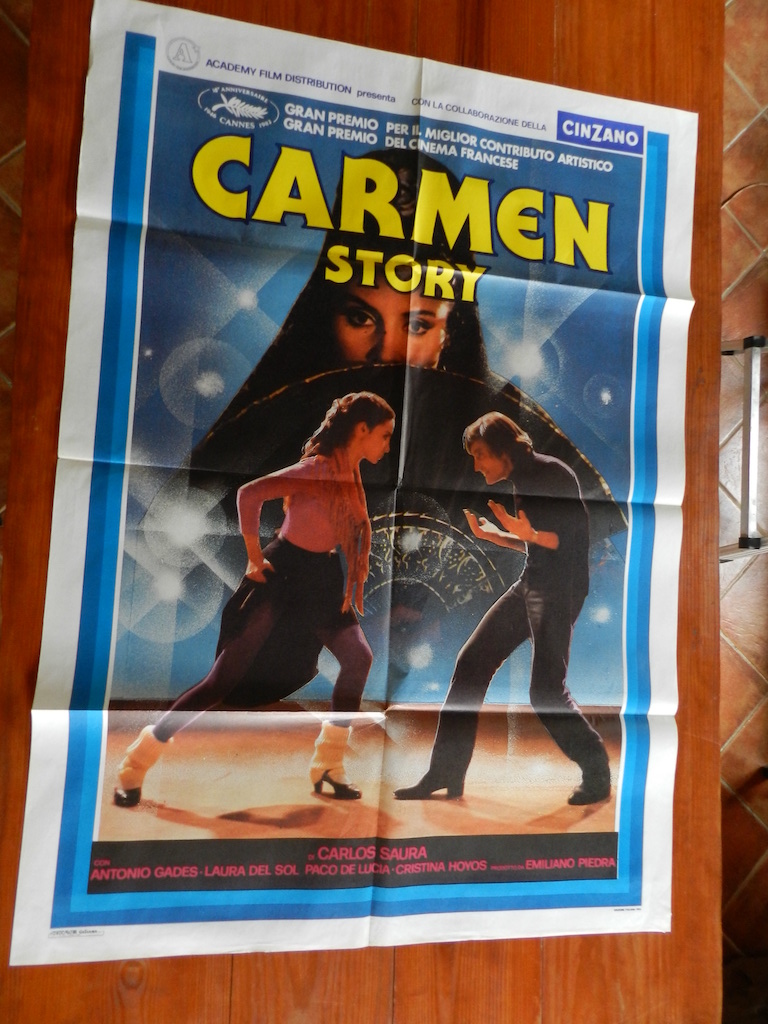 A
ACADEMY FILM DISTRIBUTION presenta
CON LA COLLABORAZIONE DELLA
CINZANO
CANNES
GRAN PREMIO PER IL MIGLIOR CONTRIBUTO ARTISTICO
GRAN PREMIO DEL CINEMA FRANCESE
CARMEN
STORY
DI CARLOS SAURA
CON
ANTONIO GADES · LAURA DEL SOL PACO DE LUCIA · CRISTINA HOYOS
EMILIANO PIEDRA